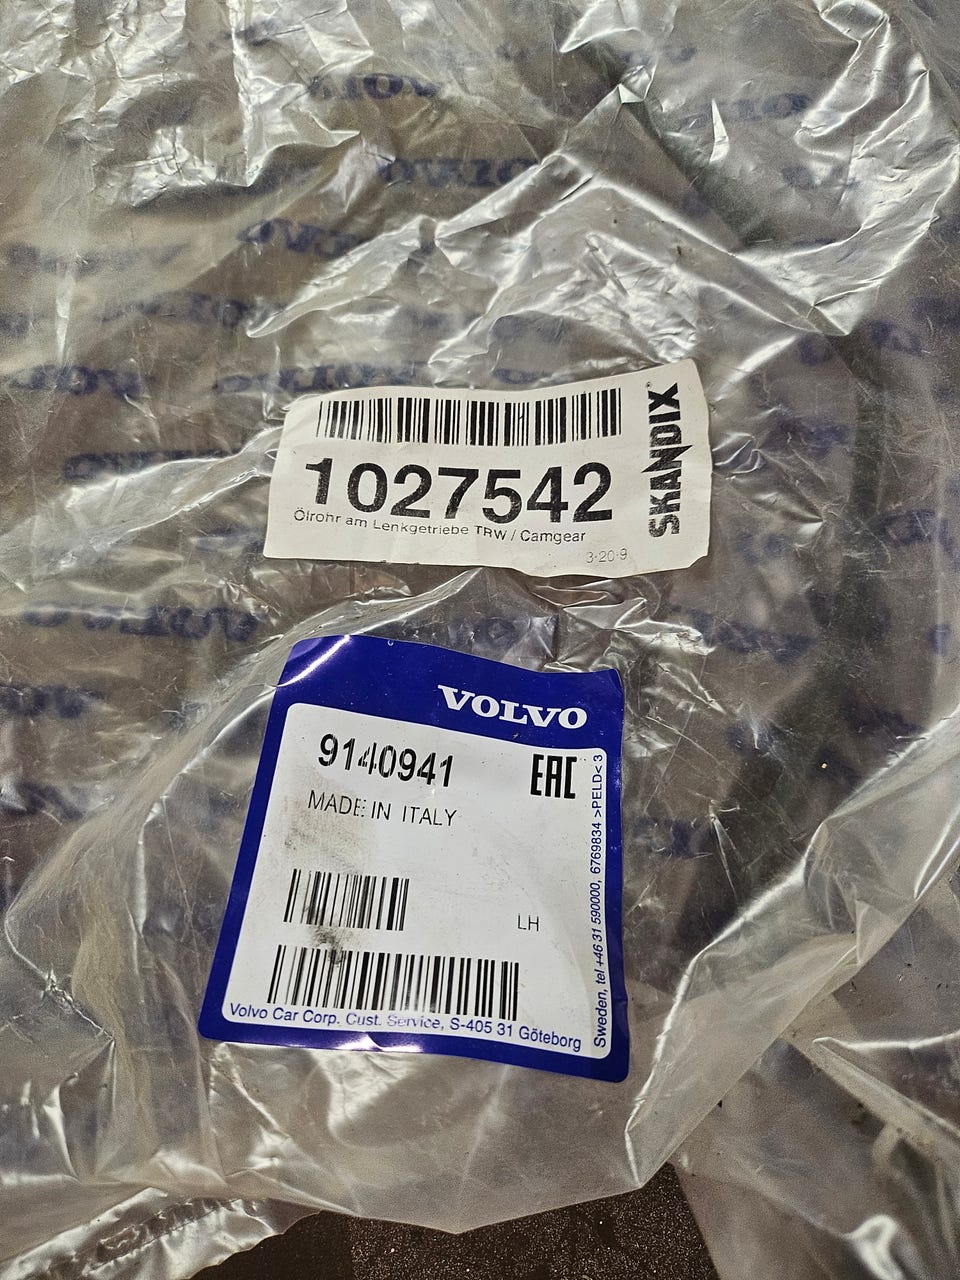 1027542
Ölrohr am Lenkgetriebe TRW / Camgear
3-20-9
SKANDIX
VOLVO
9140941
EAC
MADE IN ITALY
LH
Volvo Car Corp. Cust. Service, S-405 31 Göteborg
Sweden, tel +46 31 590000, 6769834 >PELD< 3